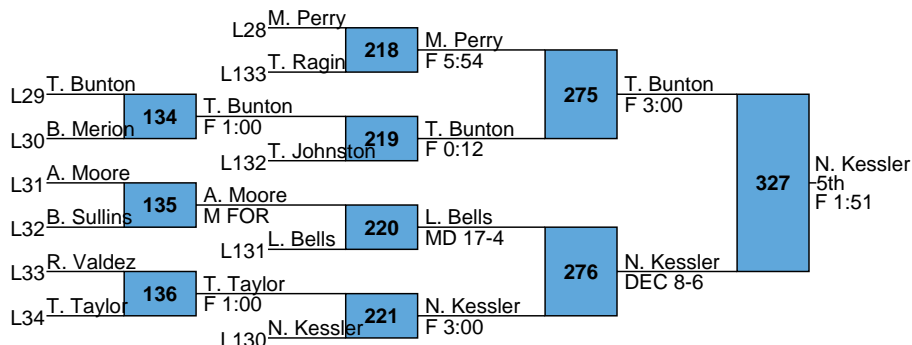 M. Perry
L28
218
M. Perry
F 5:54
T. Ragin
L133
275
T. Bunton
F 3:00
T. Bunton
L29
134
T. Bunton
F 1:00
B. Merion
L30
219
T. Bunton
F 0:12
T. Johnston
L132
327
N. Kessler
5th
F 1:51
A. Moore
L31
135
A. Moore
M FOR
B. Sullins
L32
220
L. Bells
MD 17-4
L. Bells
L131
276
N. Kessler
DEC 8-6
R. Valdez
L33
136
T. Taylor
F 1:00
T. Taylor
L34
221
N. Kessler
F 3:00
N. Kessler
L130